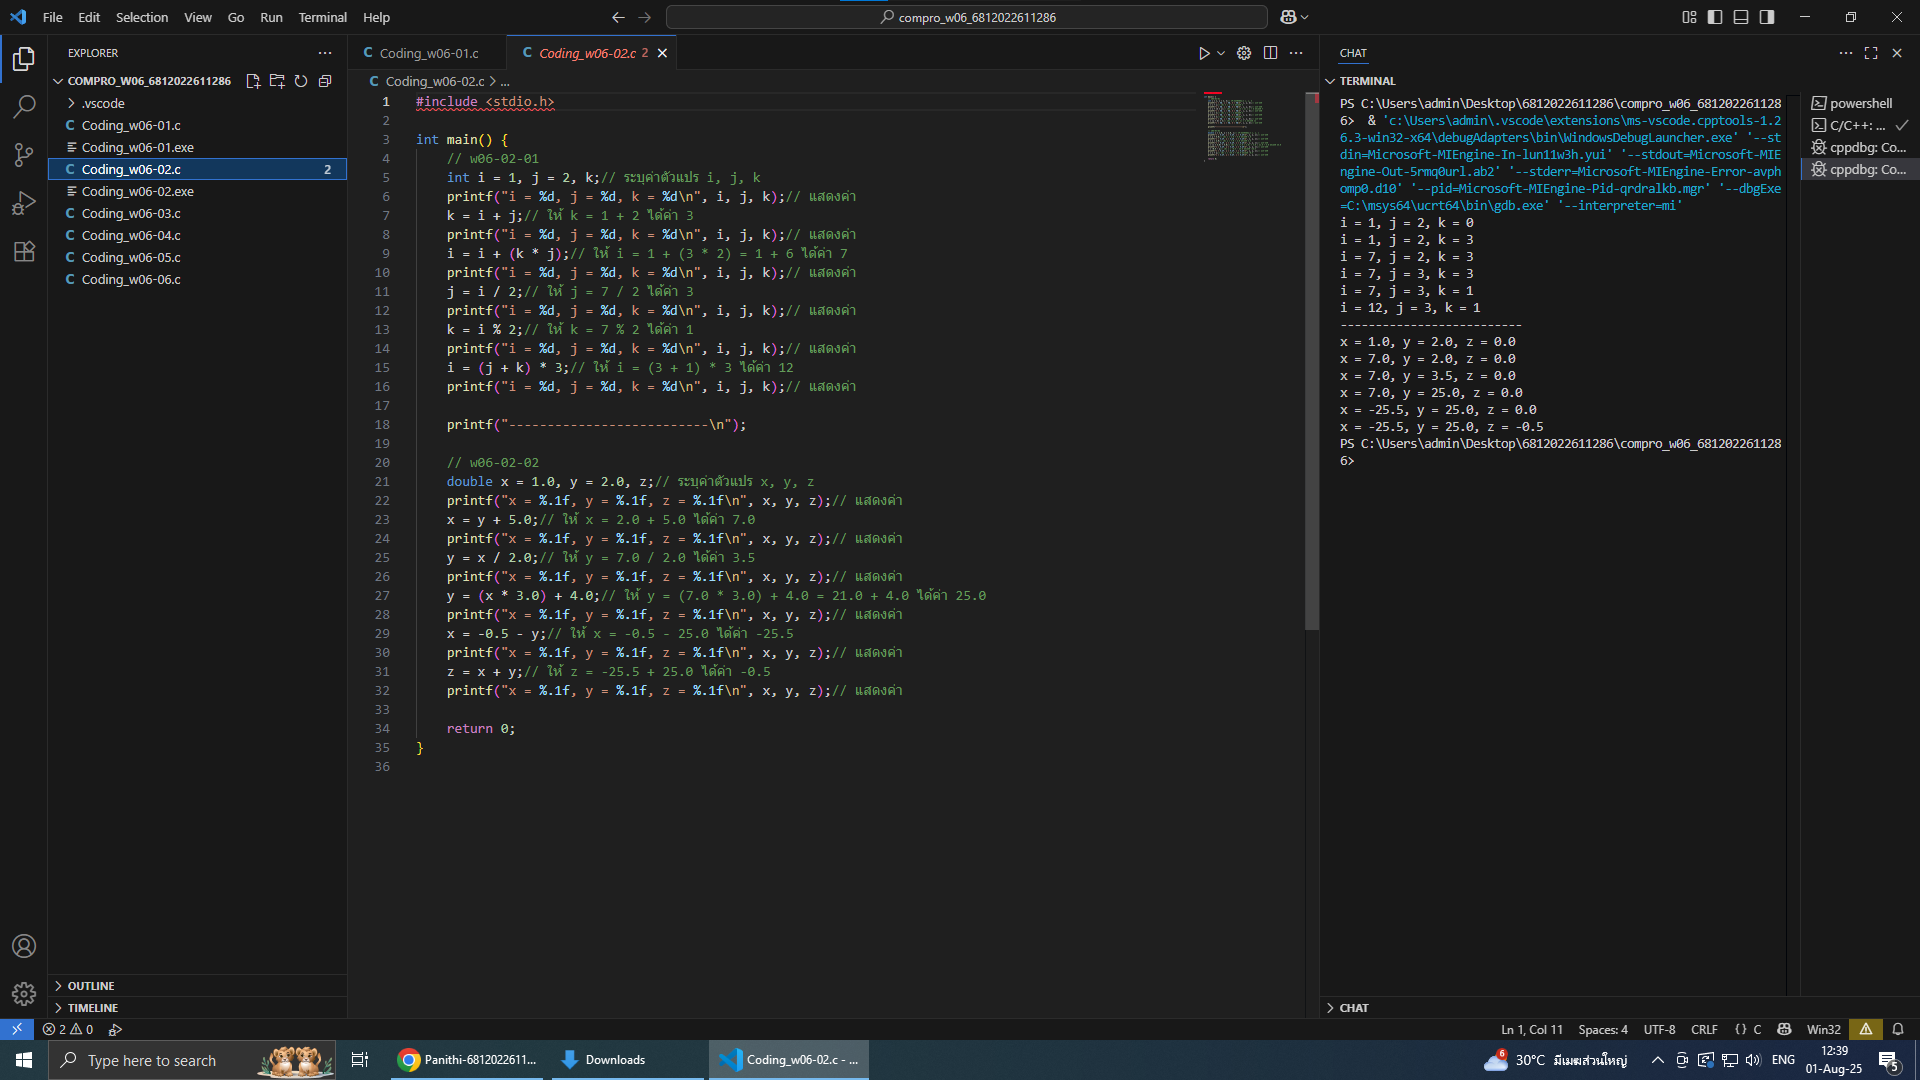 File Edit Selection View Go Run Terminal Help
compro_w06_6812022611286
EXPLORER
COMPRO_W06_6812022611286
.vscode
C Coding_w06-01.c
Coding_w06-01.exe
C Coding_w06-02.c 2
Coding_w06-02.exe
C Coding_w06-03.c
C Coding_w06-04.c
C Coding_w06-05.c
C Coding_w06-06.c
OUTLINE
TIMELINE
C Coding_w06-01.c
C Coding_w06-02.c 2
C Coding_w06-02.c > ...
1 #include <stdio.h>
2
3 int main() {
4 // w06-02-01
5 int i = 1, j = 2, k;// ระบุค่าตัวแปร i, j, k
6 printf("i = %d, j = %d, k = %d\n", i, j, k);// แสดงค่า
7 k = i + j;// ให้ k = 1 + 2 ได้ค่า 3
8 printf("i = %d, j = %d, k = %d\n", i, j, k);// แสดงค่า
9 i = i + (k * j);// ให้ i = 1 + (3 * 2) = 1 + 6 ได้ค่า 7
10 printf("i = %d, j = %d, k = %d\n", i, j, k);// แสดงค่า
11 j = i / 2;// ให้ j = 7 / 2 ได้ค่า 3
12 printf("i = %d, j = %d, k = %d\n", i, j, k);// แสดงค่า
13 k = i % 2;// ให้ k = 7 % 2 ได้ค่า 1
14 printf("i = %d, j = %d, k = %d\n", i, j, k);// แสดงค่า
15 i = (j + k) * 3;// ให้ i = (3 + 1) * 3 ได้ค่า 12
16 printf("i = %d, j = %d, k = %d\n", i, j, k);// แสดงค่า
17
18 printf("--------------------------\n");
19
20 // w06-02-02
21 double x = 1.0, y = 2.0, z;// ระบุค่าตัวแปร x, y, z
22 printf("x = %.1f, y = %.1f, z = %.1f\n", x, y, z);// แสดงค่า
23 x = y + 5.0;// ให้ x = 2.0 + 5.0 ได้ค่า 7.0
24 printf("x = %.1f, y = %.1f, z = %.1f\n", x, y, z);// แสดงค่า
25 y = x / 2.0;// ให้ y = 7.0 / 2.0 ได้ค่า 3.5
26 printf("x = %.1f, y = %.1f, z = %.1f\n", x, y, z);// แสดงค่า
27 y = (x * 3.0) + 4.0;// ให้ y = (7.0 * 3.0) + 4.0 = 21.0 + 4.0 ได้ค่า 25.0
28 printf("x = %.1f, y = %.1f, z = %.1f\n", x, y, z);// แสดงค่า
29 x = -0.5 - y;// ให้ x = -0.5 - 25.0 ได้ค่า -25.5
30 printf("x = %.1f, y = %.1f, z = %.1f\n", x, y, z);// แสดงค่า
31 z = x + y;// ให้ z = -25.5 + 25.0 ได้ค่า -0.5
32 printf("x = %.1f, y = %.1f, z = %.1f\n", x, y, z);// แสดงค่า
33
34 return 0;
35 }
36
CHAT
TERMINAL
PS C:\Users\admin\Desktop\6812022611286\compro_w06_681202261128
6> & 'c:\Users\admin\.vscode\extensions\ms-vscode.cpptools-1.2
6.3-win32-x64\debugAdapters\bin\WindowsDebugLauncher.exe' '--st
din=Microsoft-MIEngine-In-lun11w3h.yui' '--stdout=Microsoft-MIE
ngine-Out-5rmq0url.ab2' '--stderr=Microsoft-MIEngine-Error-avph
omp0.d10' '--pid=Microsoft-MIEngine-Pid-qrdralkb.mgr' '--dbgExe
=C:\msys64\ucrt64\bin\gdb.exe' '--interpreter=mi'
i = 1, j = 2, k = 0
i = 1, j = 2, k = 3
i = 7, j = 2, k = 3
i = 7, j = 3, k = 3
i = 7, j = 3, k = 1
i = 12, j = 3, k = 1
--------------------------
x = 1.0, y = 2.0, z = 0.0
x = 7.0, y = 2.0, z = 0.0
x = 7.0, y = 3.5, z = 0.0
x = 7.0, y = 25.0, z = 0.0
x = -25.5, y = 25.0, z = 0.0
x = -25.5, y = 25.0, z = -0.5
PS C:\Users\admin\Desktop\6812022611286\compro_w06_681202261128
6>
powershell
C/C++: ...
cppdbg: Co...
cppdbg: Co...
CHAT
2 0
Ln 1, Col 11 Spaces: 4 UTF-8 CRLF {} C Win32
Type here to search
Panithi-6812022611...
Downloads
Coding_w06-02.c - ...
6
30°C มีเมฆส่วนใหญ่
ENG
12:39
01-Aug-25
5